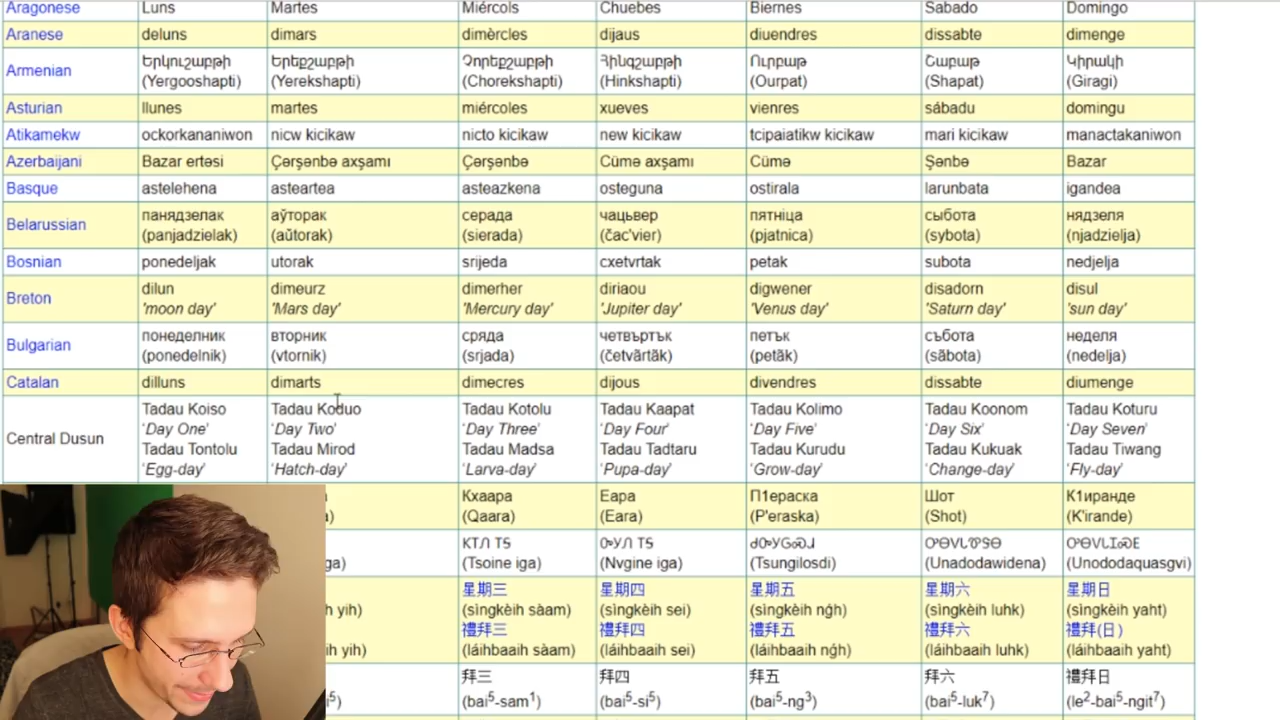 Aragonese Luns Martes Miércols Chuebes Biernes Sabado Domingo
Aranese deluns dimars dimèrcles dijaus diuendres dissabte dimenge
Armenian Երկուշաբթի Երեքշաբթի Չորեքշաբթի Հինգշաբթի Ուրբաթ Շաբաթ Կիրակի
(Yergooshapti) (Yerekshapti) (Chorekshapti) (Hinkshapti) (Ourpat) (Shapat) (Giragi)
Asturian llunes martes miércoles xueves vienres sábadu domingu
Atikamekw ockorkananiwon nicw kicikaw nicto kicikaw new kicikaw tcipaiatikw kicikaw mari kicikaw manactakaniwon
Azerbaijani Bazar ertəsi Çərşənbə axşamı Çərşənbə Cümə axşamı Cümə Şənbə Bazar
Basque astelehena asteartea asteazkena osteguna ostirala larunbata igandea
Belarussian панядзелак аўторак серада чацьвер пятніца сыбота нядзеля
(panjadzielak) (aŭtorak) (sierada) (čac'vier) (pjatnica) (sybota) (njadzielja)
Bosnian ponedeljak utorak srijeda cxetvrtak petak subota nedjelja
Breton dilun dimeurz dimerher diriaou digwener disadorn disul
'moon day' 'Mars day' 'Mercury day' 'Jupiter day' 'Venus day' 'Saturn day' 'sun day'
Bulgarian понеделник вторник сряда четвъртък петък събота неделя
(ponedelnik) (vtornik) (srjada) (četvărtăk) (petăk) (săbota) (nedelja)
Catalan dilluns dimarts dimecres dijous divendres dissabte diumenge
Central Dusun Tadau Koiso Tadau Koduo Tadau Kotolu Tadau Kaapat Tadau Kolimo Tadau Koonom Tadau Koturu
'Day One' 'Day Two' 'Day Three' 'Day Four' 'Day Five' 'Day Six' 'Day Seven'
Tadau Tontolu Tadau Mirod Tadau Madsa Tadau Tadtaru Tadau Kurudu Tadau Kukuak Tadau Tiwang
'Egg-day' 'Hatch-day' 'Larva-day' 'Pupa-day' 'Grow-day' 'Change-day' 'Fly-day'
Кхаара Еара П1ераска Шот К1иранде
(Qaara) (Eara) (P'eraska) (Shot) (K'irande)
(Tsoine iga) (Nvgine iga) (Tsungilosdi) (Unadodawidena) (Unododaquasgvi)
星期三 星期四 星期五 星期六 星期日
yih) (sìngkèih sàam) (sìngkèih sei) (sìngkèih nǵh) (sìngkèih luhk) (sìngkèih yaht)
禮拜三 禮拜四 禮拜五 禮拜六 禮拜(日)
yih) (láihbaaih sàam) (láihbaaih sei) (láihbaaih nǵh) (láihbaaih luhk) (láihbaaih yaht)
拜三 拜四 拜五 拜六 禮拜日
(bai⁵-sam¹) (bai⁵-si⁵) (bai⁵-ng³) (bai⁵-luk⁷) (le²-bai⁵-ngit⁷)